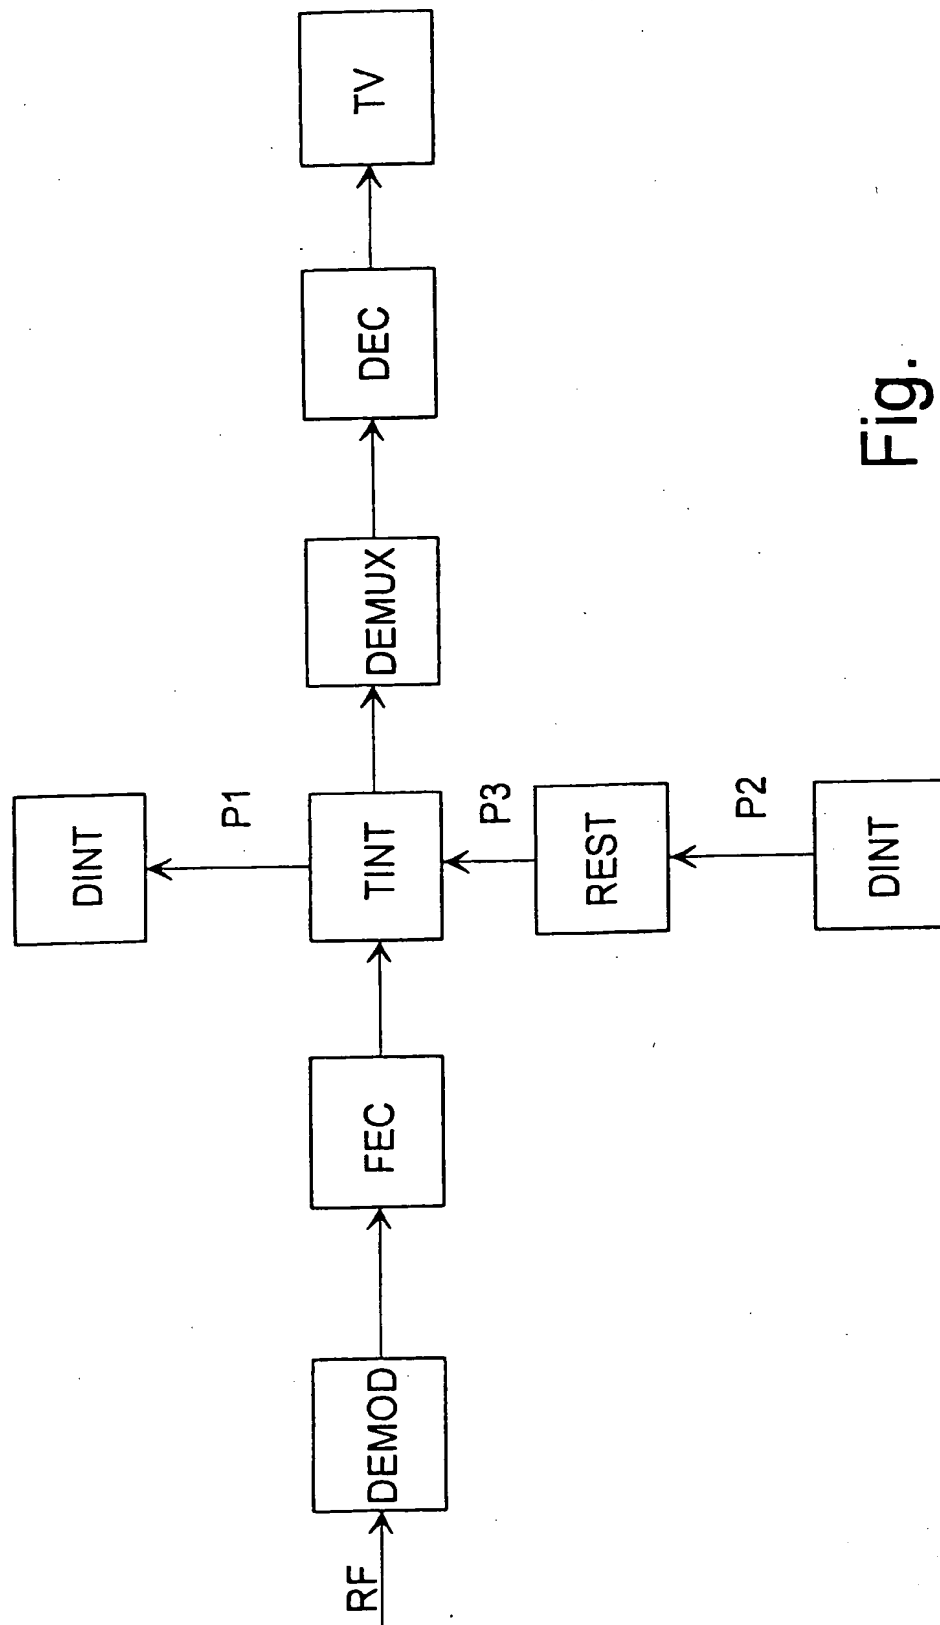 DINT
P1
RF
DEMOD
FEC
TINT
DEMUX
DEC
TV
P3
REST
P2
DINT
Fig.